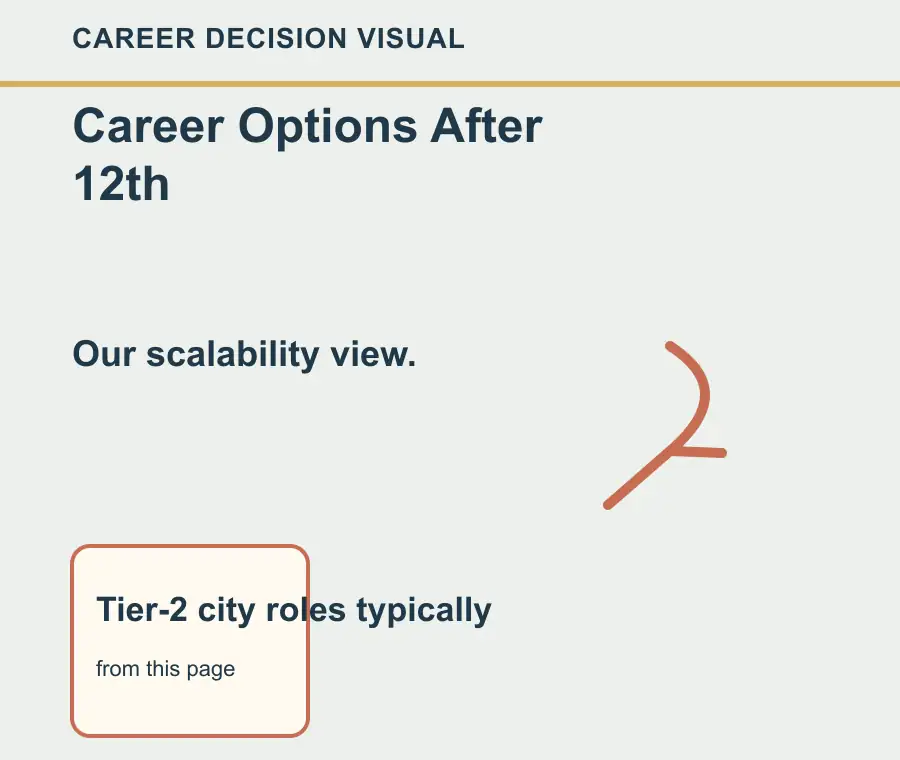 CAREER DECISION VISUAL
Career Options After
12th
Our scalability view.
Tier-2 city roles typically
from this page